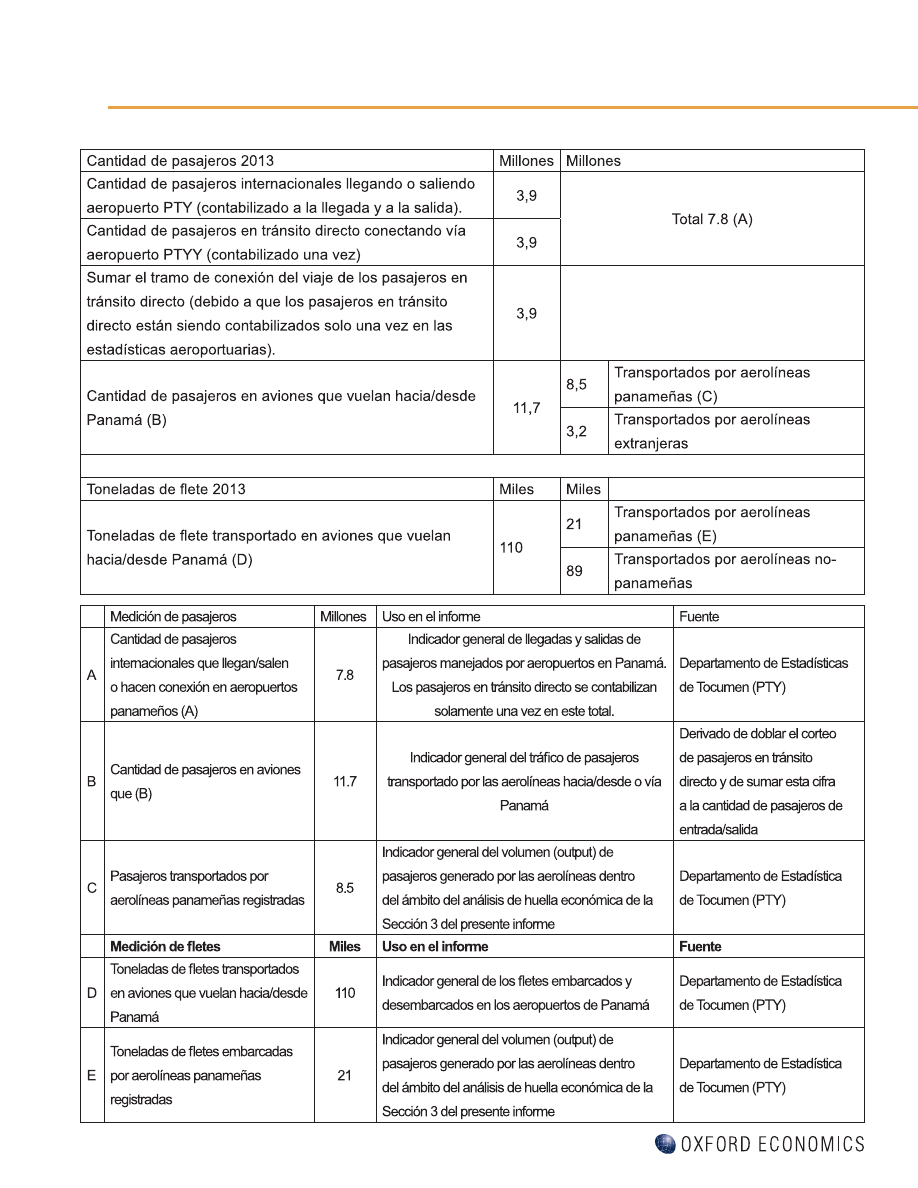 Cantidad de pasajeros 2013 Millones Millones
Cantidad de pasajeros internacionales llegando o saliendo
aeropuerto PTY (contabilizado a la llegada y a la salida).
3,9
Total 7.8 (A)
Cantidad de pasajeros en tránsito directo conectando vía
aeropuerto PTYY (contabilizado una vez)
3,9
Sumar el tramo de conexión del viaje de los pasajeros en
tránsito directo (debido a que los pasajeros en tránsito
directo están siendo contabilizados solo una vez en las
estadísticas aeroportuarias).
3,9
Cantidad de pasajeros en aviones que vuelan hacia/desde
Panamá (B)
11,7
8,5
Transportados por aerolíneas
panameñas (C)
3,2
Transportados por aerolíneas
extranjeras
Toneladas de flete 2013 Miles Miles
Toneladas de flete transportado en aviones que vuelan
hacia/desde Panamá (D)
110
21
Transportados por aerolíneas
panameñas (E)
89
Transportados por aerolíneas no-
panameñas
Medición de pasajeros Millones Uso en el informe Fuente
A
Cantidad de pasajeros
internacionales que llegan/salen
o hacen conexión en aeropuertos
panameños (A)
7.8
Indicador general de llegadas y salidas de
pasajeros manejados por aeropuertos en Panamá.
Los pasajeros en tránsito directo se contabilizan
solamente una vez en este total.
Departamento de Estadísticas
de Tocumen (PTY)
B
Cantidad de pasajeros en aviones
que (B)
11.7
Indicador general del tráfico de pasajeros
transportado por las aerolíneas hacia/desde o vía
Panamá
Derivado de doblar el corteo
de pasajeros en tránsito
directo y de sumar esta cifra
a la cantidad de pasajeros de
entrada/salida
C
Pasajeros transportados por
aerolíneas panameñas registradas
8.5
Indicador general del volumen (output) de
pasajeros generado por las aerolíneas dentro
del ámbito del análisis de huella económica de la
Sección 3 del presente informe
Departamento de Estadística
de Tocumen (PTY)
Medición de fletes Miles Uso en el informe Fuente
D
Toneladas de fletes transportados
en aviones que vuelan hacia/desde
Panamá
110
Indicador general de los fletes embarcados y
desembarcados en los aeropuertos de Panamá
Departamento de Estadística
de Tocumen (PTY)
E
Toneladas de fletes embarcadas
por aerolíneas panameñas
registradas
21
Indicador general del volumen (output) de
pasajeros generado por las aerolíneas dentro
del ámbito del análisis de huella económica de la
Sección 3 del presente informe
Departamento de Estadística
de Tocumen (PTY)
OXFORD ECONOMICS